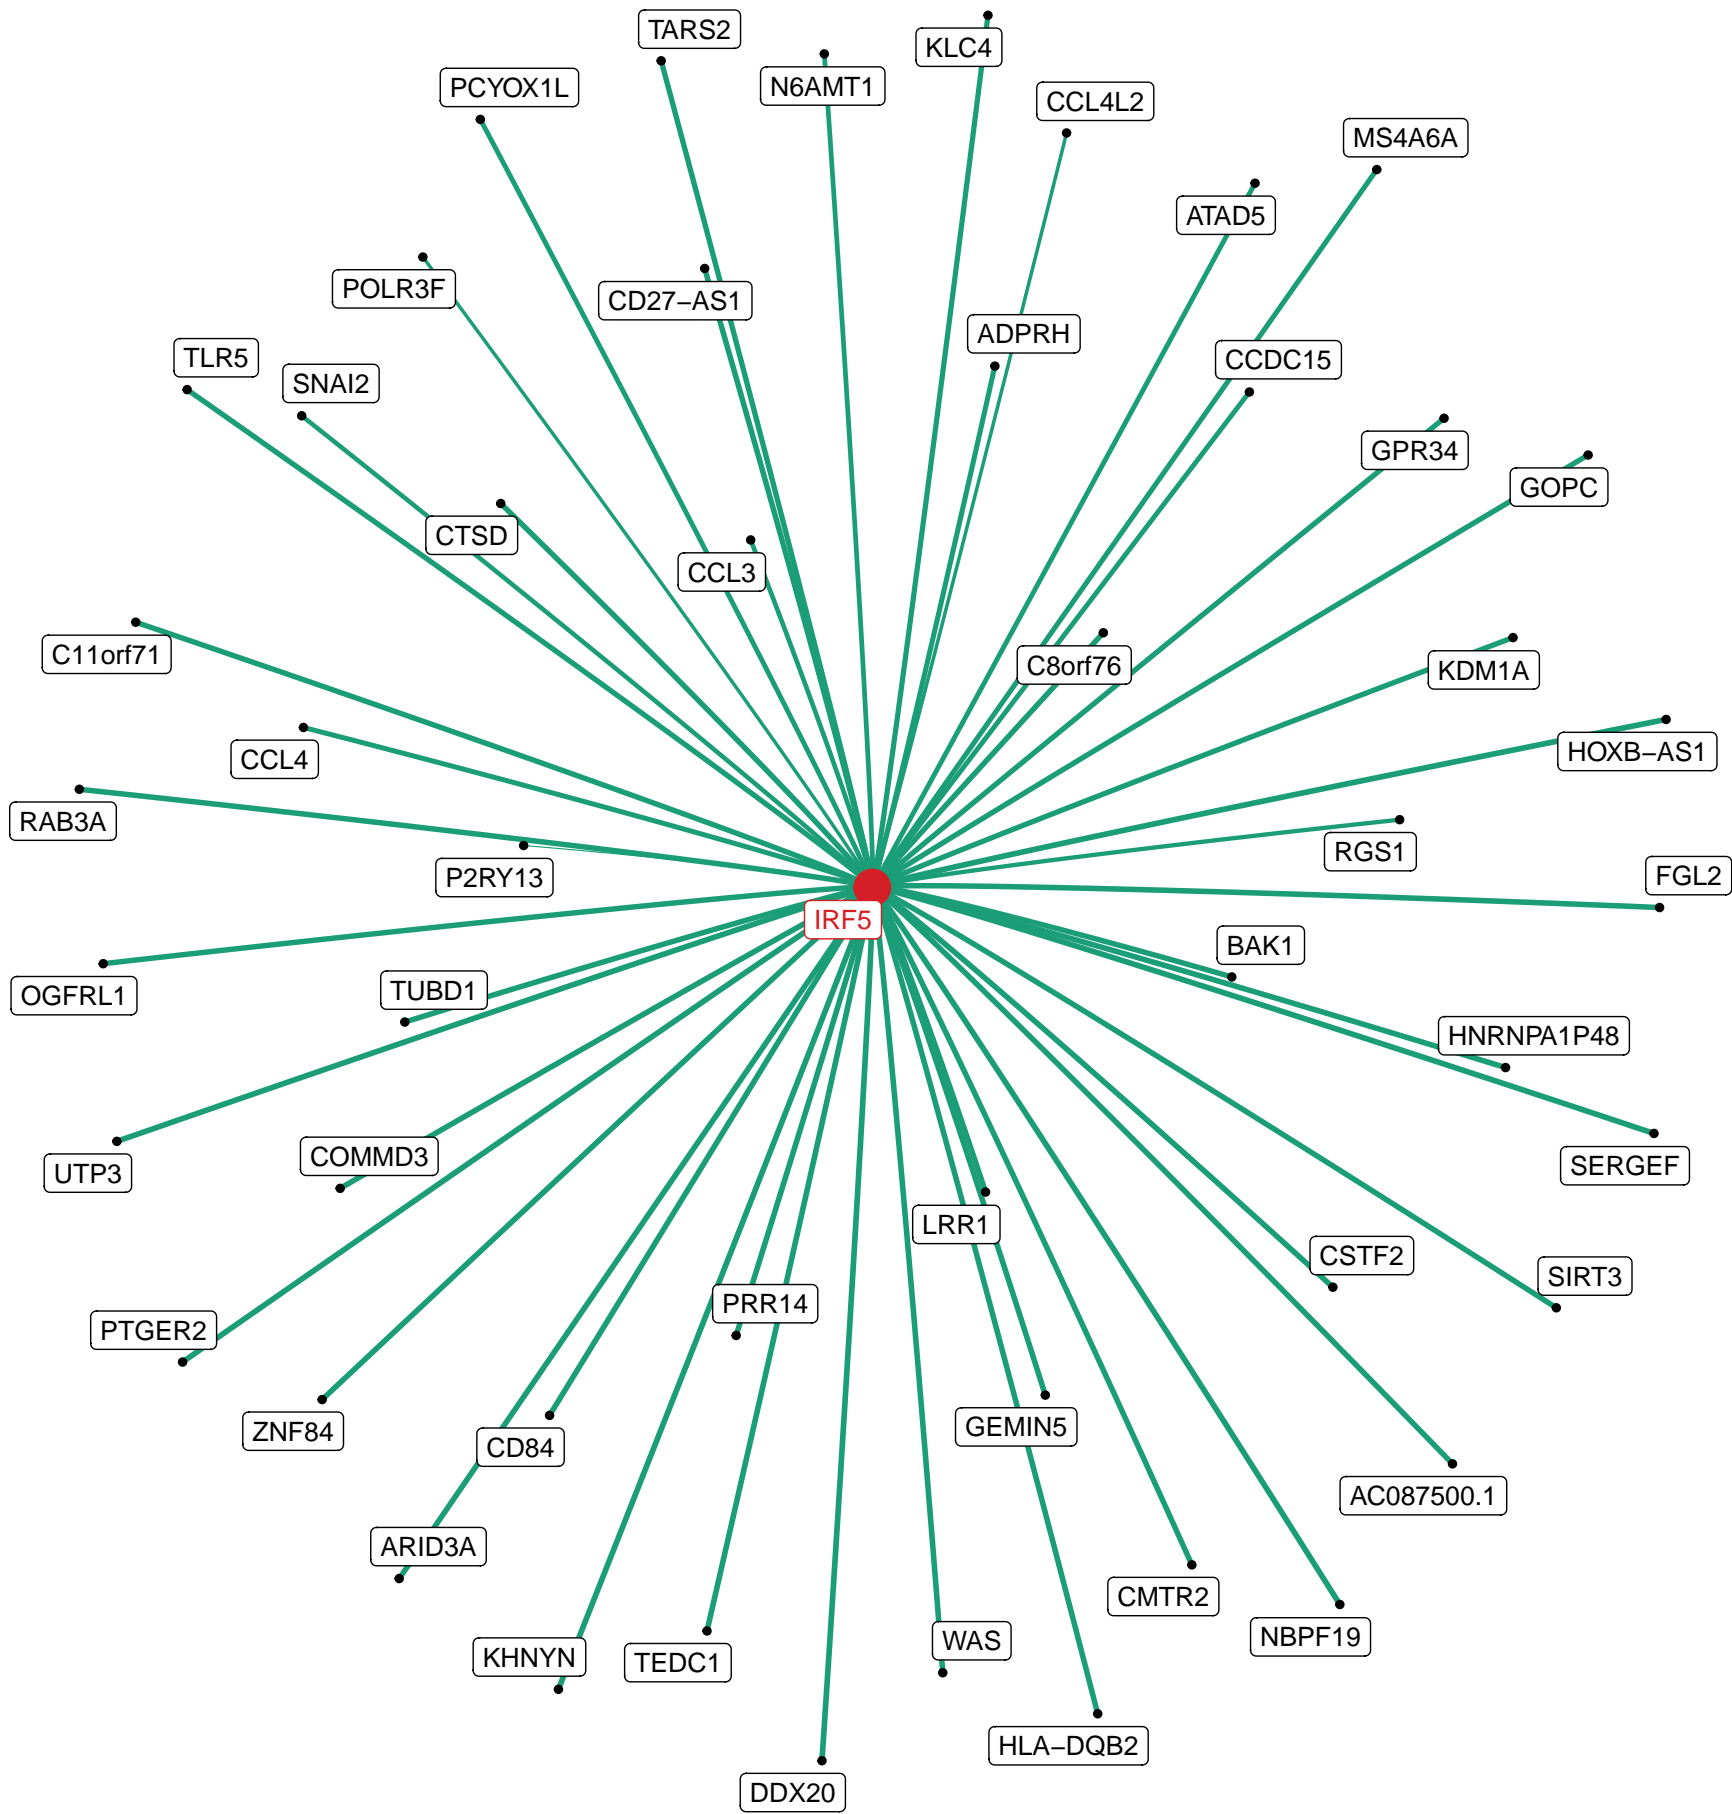 TARS2
KLC4
PCYOX1L
N6AMT1
CCL4L2
MS4A6A
ATAD5
POLR3F
CD27−AS1
ADPRH
TLR5
CCDC15
SNAI2
GPR34
GOPC
CTSD
CCL3
C11orf71
C8orf76
KDM1A
HOXB−AS1
CCL4
RAB3A
RGS1
P2RY13
FGL2
IRF5
BAK1
TUBD1
OGFRL1
HNRNPA1P48
COMMD3
SERGEF
UTP3
LRR1
CSTF2
SIRT3
PRR14
PTGER2
GEMIN5
ZNF84
CD84
AC087500.1
ARID3A
CMTR2
NBPF19
WAS
KHNYN
TEDC1
HLA−DQB2
DDX20